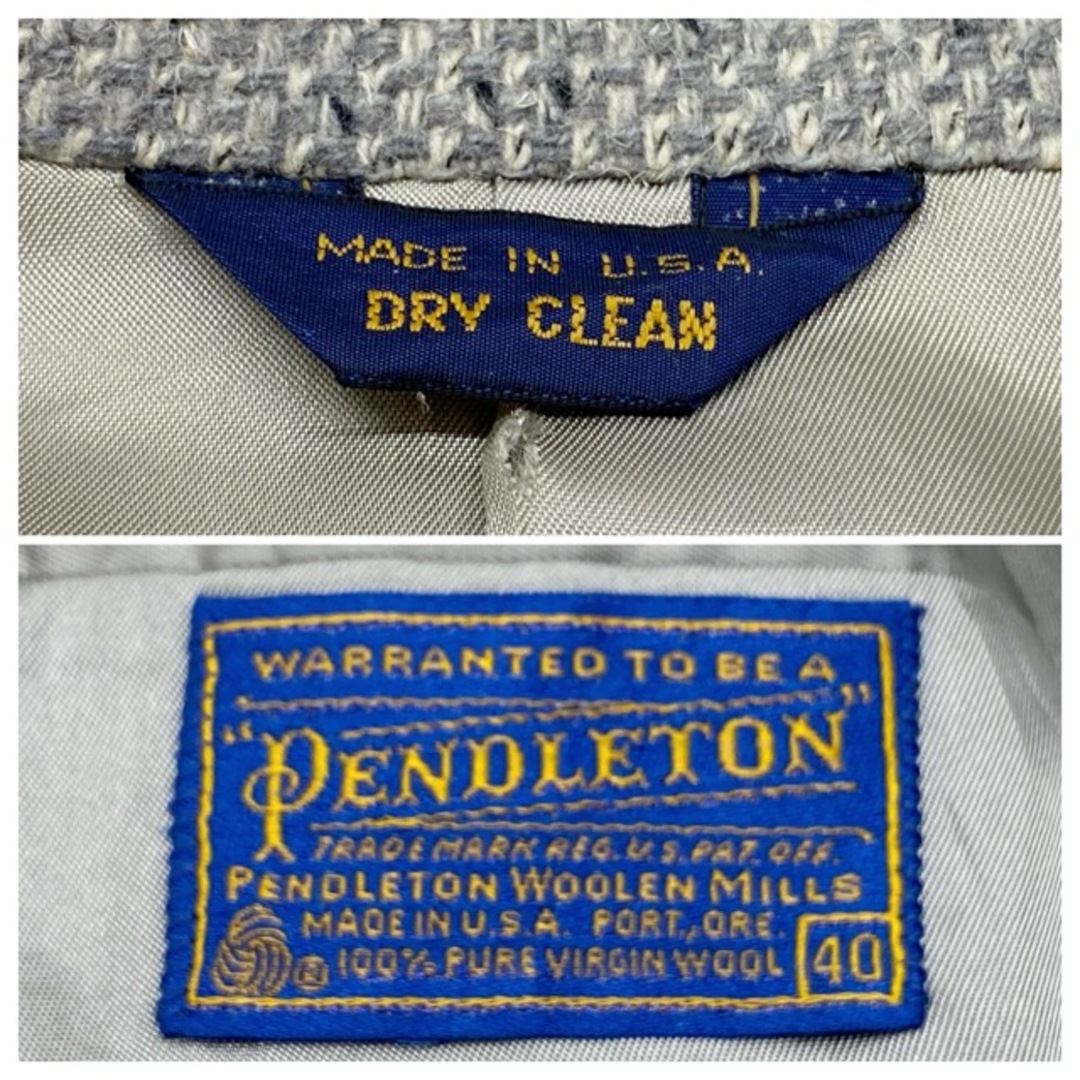 MADE IN U.S.A.
DRY CLEAN
WARRANTED TO BE A
"PENDLETON"
TRADE MARK REG. U.S. PAT. OFF.
PENDLETON WOOLEN MILLS
MADE IN U.S.A. PORT., ORE.
® 100% PURE VIRGIN WOOL 40